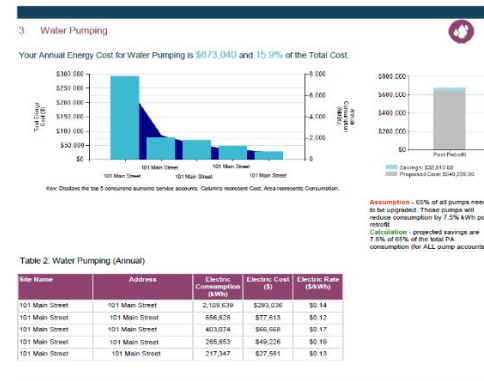 3. Water Pumping
Your Annual Energy Cost for Water Pumping is $673,040 and 15.9% of the Total Cost.
$300,000
$250,000
$200,000
$150,000
$100,000
$50,000
$0
Total Energy
Cost ($)
8,000
6,000
4,000
2,000
0
Annual
Consumption
(MMBtu)
101 Main Street
101 Main Street
101 Main Street
101 Main Street
101 Main Street
Key: Displays the top 5 consuming pumping service accounts. Columns represent Cost. Area represents Consumption.
$800,000
$600,000
$400,000
$200,000
$0
Post Retrofit
Savings:
Proposed Cost:
Assumption - 65% of all pumps need
to be upgraded. Those pumps will
reduce consumption by 7.5% kWh po
retrofit.
Calculation - projected savings are
7.5% of 65% of the total PA
consumption (for ALL pump accounts
Table 2: Water Pumping (Annual)
Site Name Address Electric Consumption (kWh) Electric Cost ($) Electric Rate ($/kWh)
101 Main Street 101 Main Street 2,109,639 $293,036 $0.14
101 Main Street 101 Main Street 656,628 $77,613 $0.12
101 Main Street 101 Main Street 403,074 $66,668 $0.17
101 Main Street 101 Main Street 265,653 $49,226 $0.19
101 Main Street 101 Main Street 217,347 $27,581 $0.13